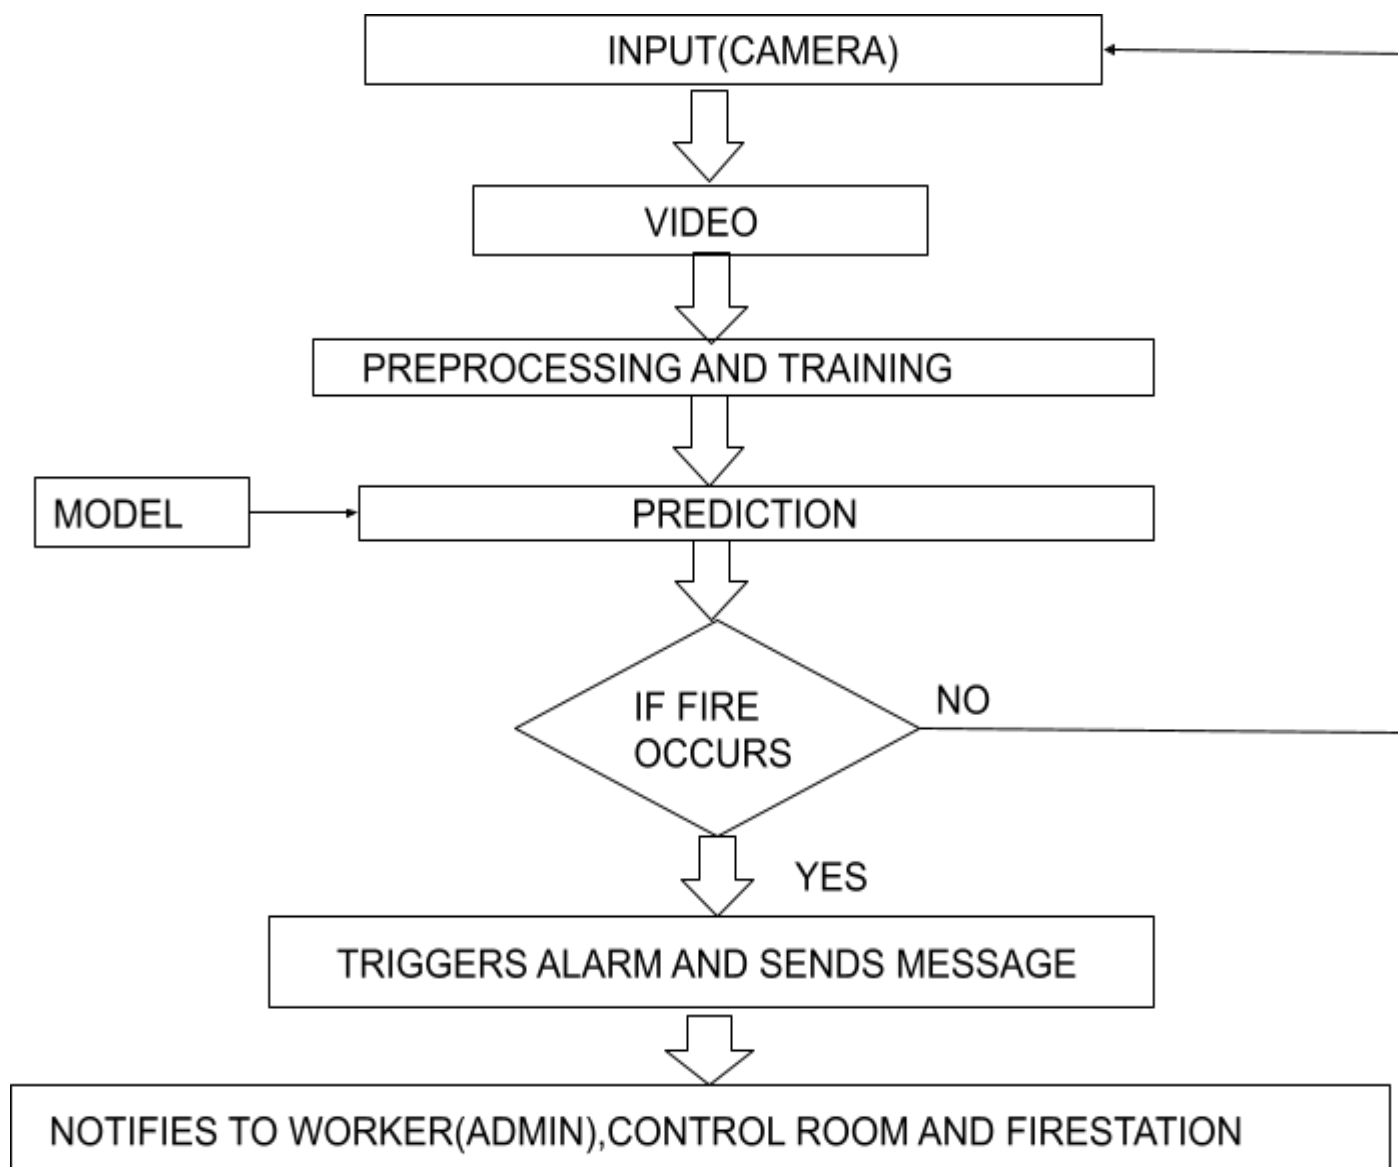 INPUT(CAMERA)
VIDEO
PREPROCESSING AND TRAINING
MODEL
PREDICTION
IF FIRE
OCCURS
NO
YES
TRIGGERS ALARM AND SENDS MESSAGE
NOTIFIES TO WORKER(ADMIN),CONTROL ROOM AND FIRESTATION